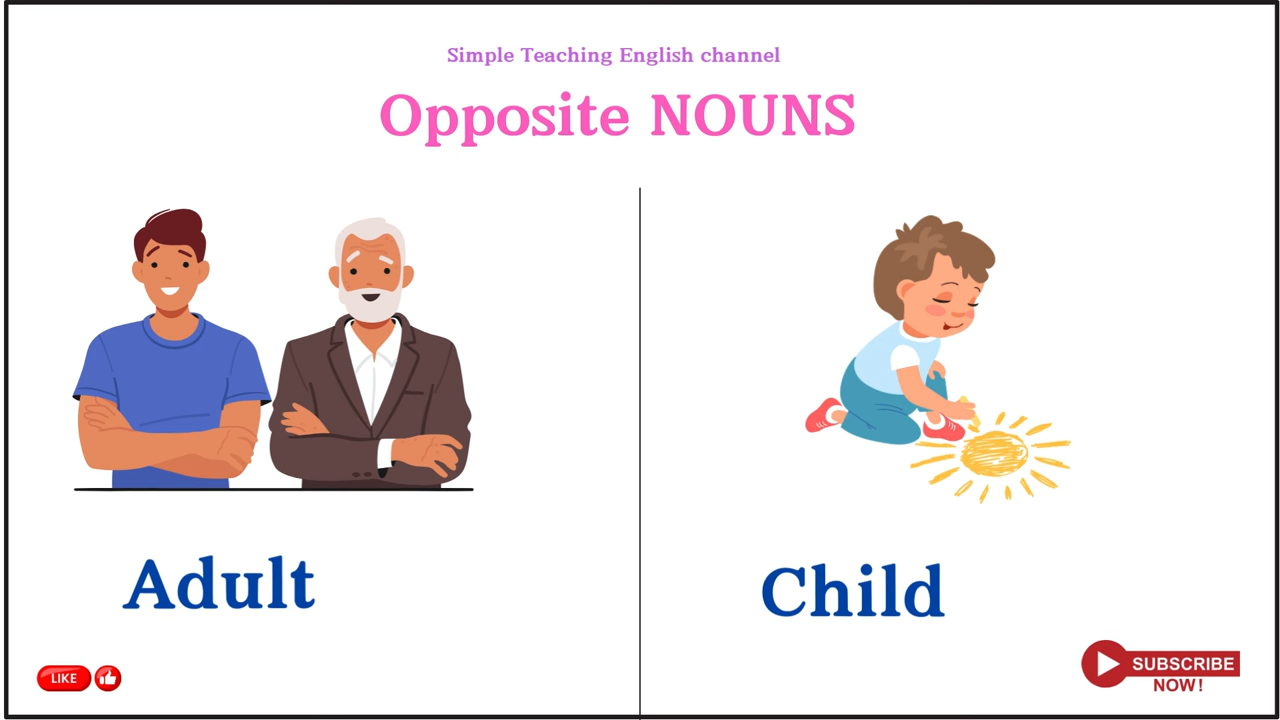 Simple Teaching English channel
Opposite NOUNS
Adult
Child
LIKE
SUBSCRIBE
NOW!